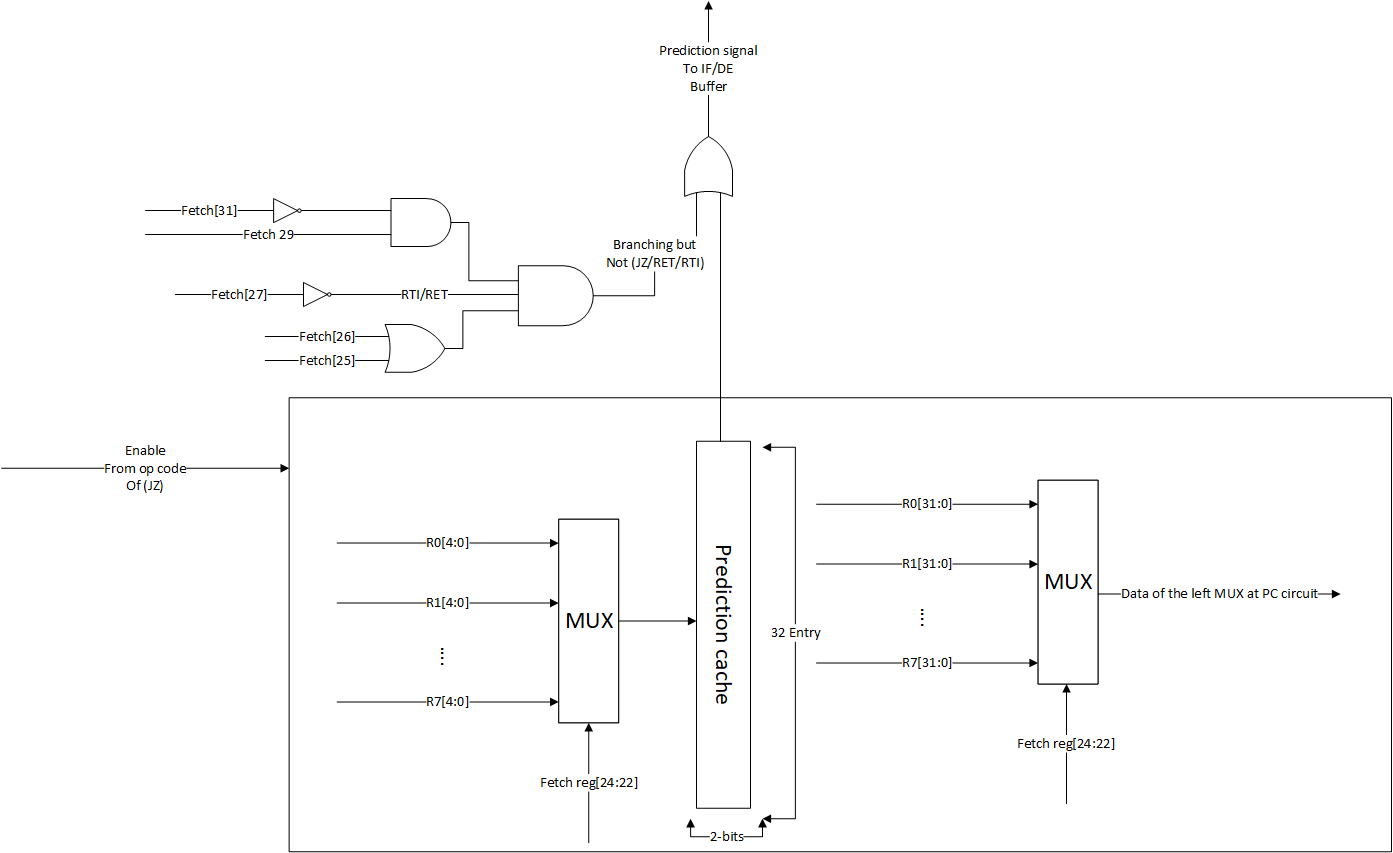 Prediction signal
To IF/DE
Buffer
Fetch[31]
Fetch 29
Branching but
Not (JZ/RET/RTI)
Fetch[27]
RTI/RET
Fetch[26]
Fetch[25]
Enable
From op code
Of (JZ)
R0[4:0]
R1[4:0]
R7[4:0]
MUX
Fetch reg[24:22]
Prediction cache
32 Entry
2-bits
R0[31:0]
R1[31:0]
R7[31:0]
MUX
Data of the left MUX at PC circuit
Fetch reg[24:22]